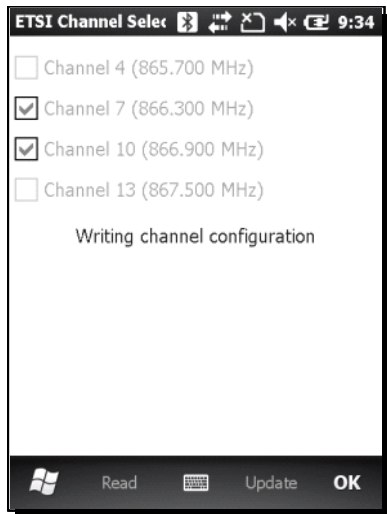 ETSI Channel Selec 9:34
Channel 4 (865.700 MHz)
Channel 7 (866.300 MHz)
Channel 10 (866.900 MHz)
Channel 13 (867.500 MHz)
Writing channel configuration
Read Update OK